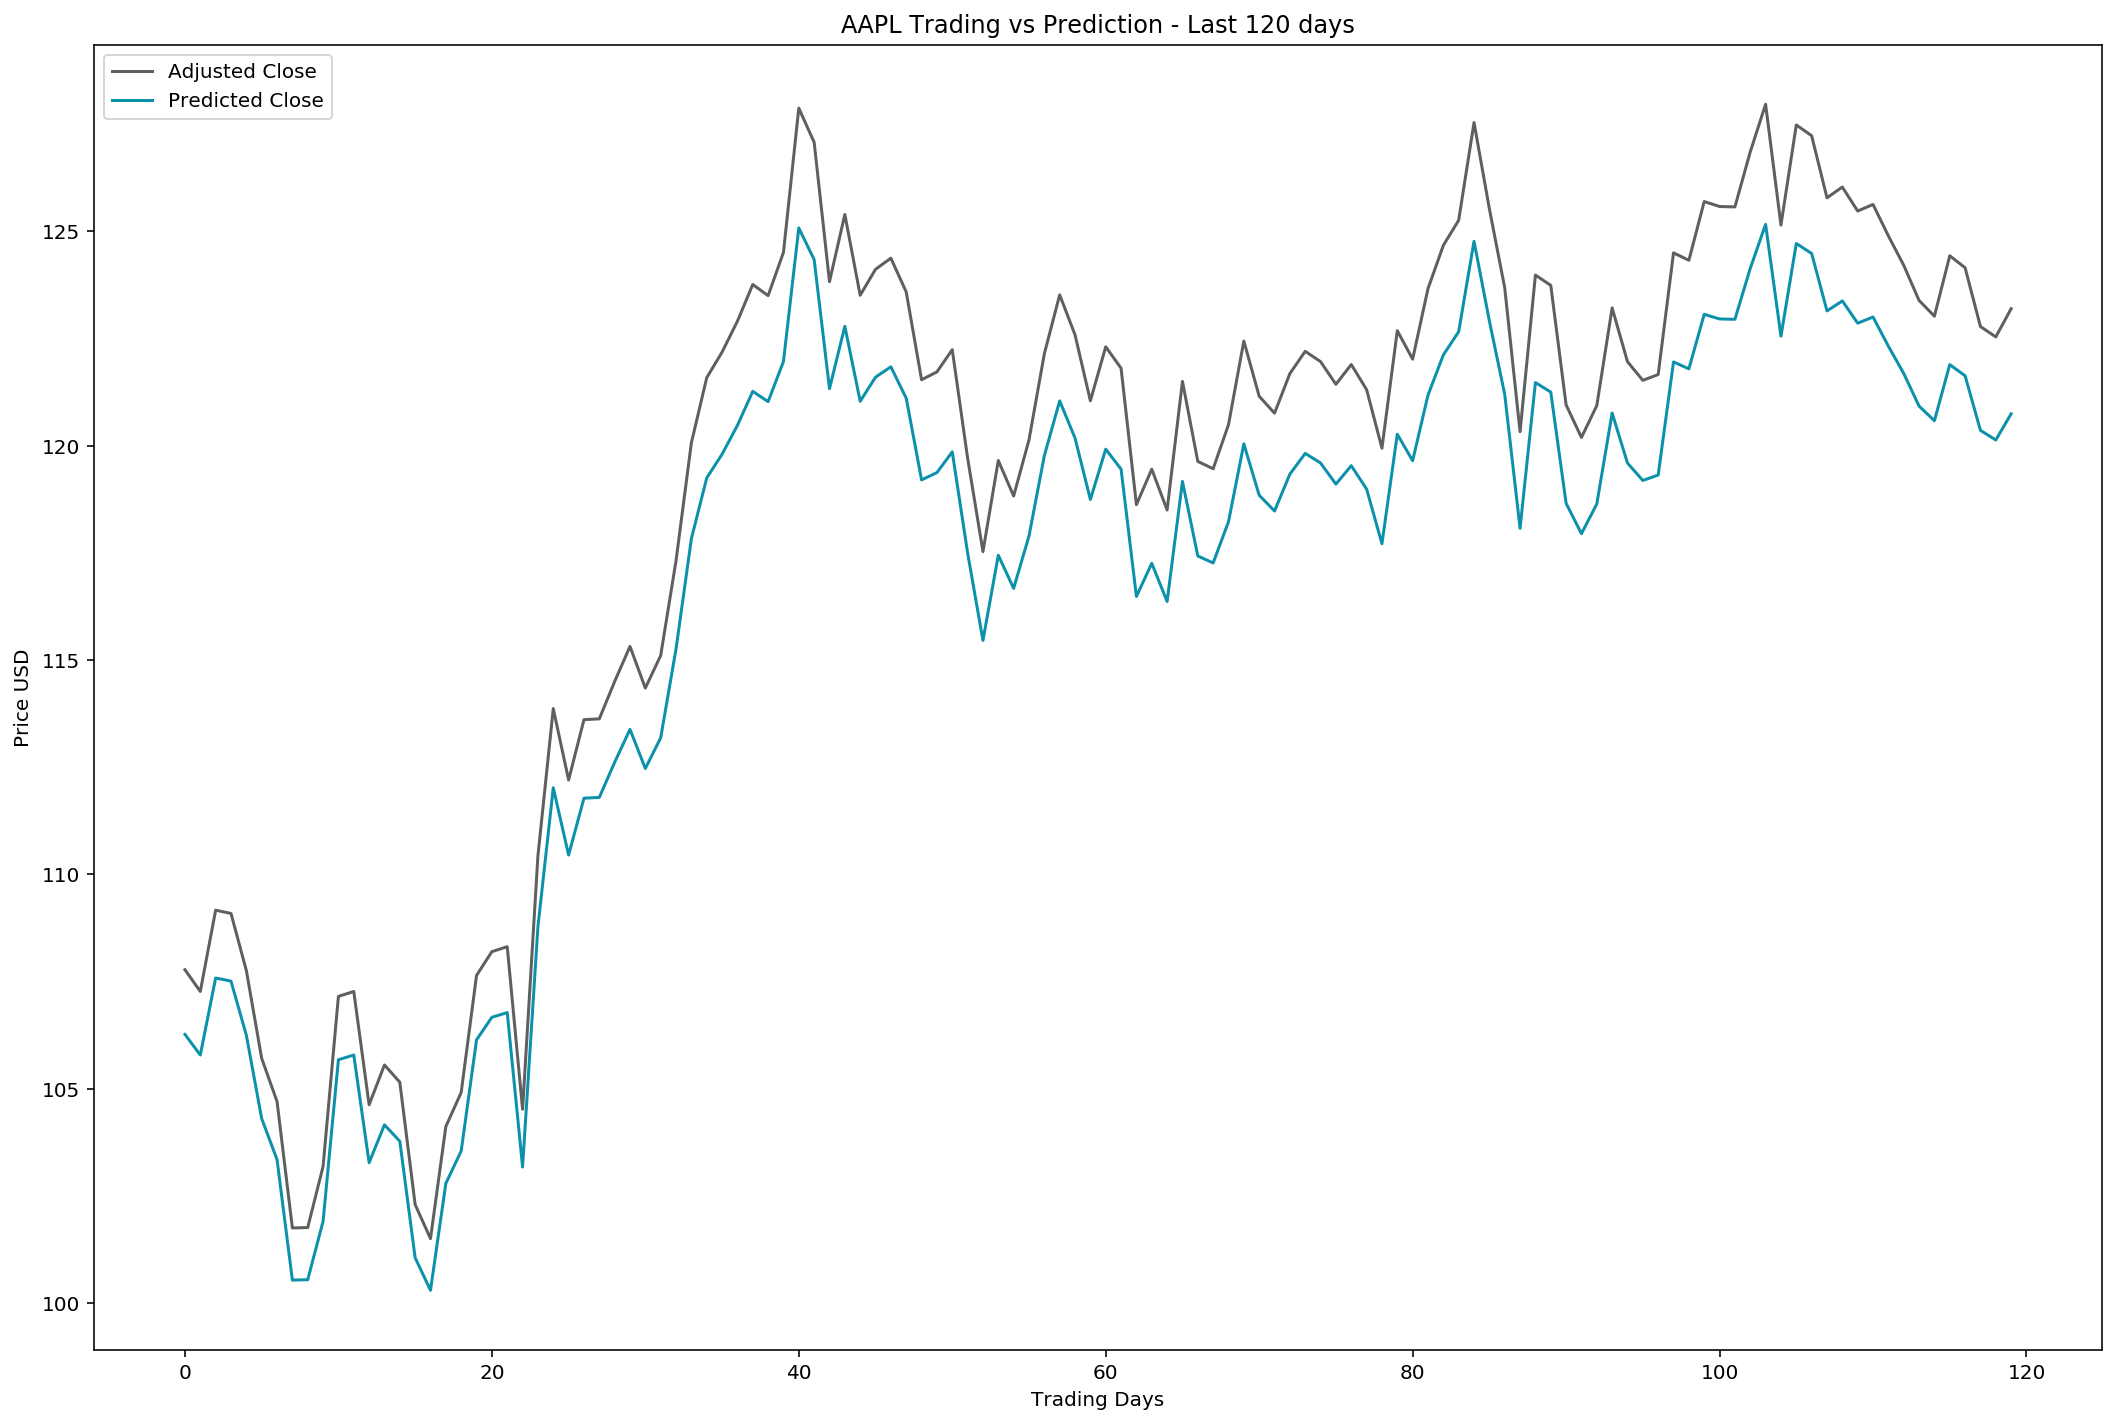 AAPL Trading vs Prediction - Last 120 days
Adjusted Close
Predicted Close
125
120
115
110
105
100
Price USD
0 20 40 60 80 100 120
Trading Days